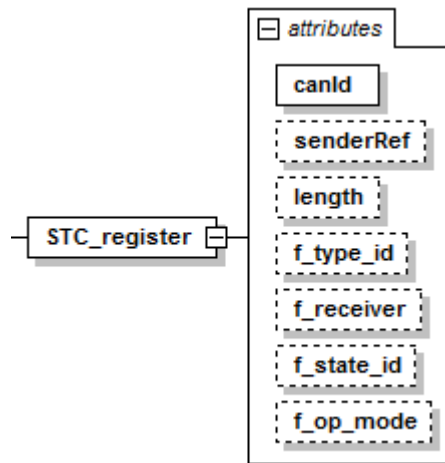 attributes
canId
senderRef
length
f_type_id
STC_register
f_receiver
f_state_id
f_op_mode